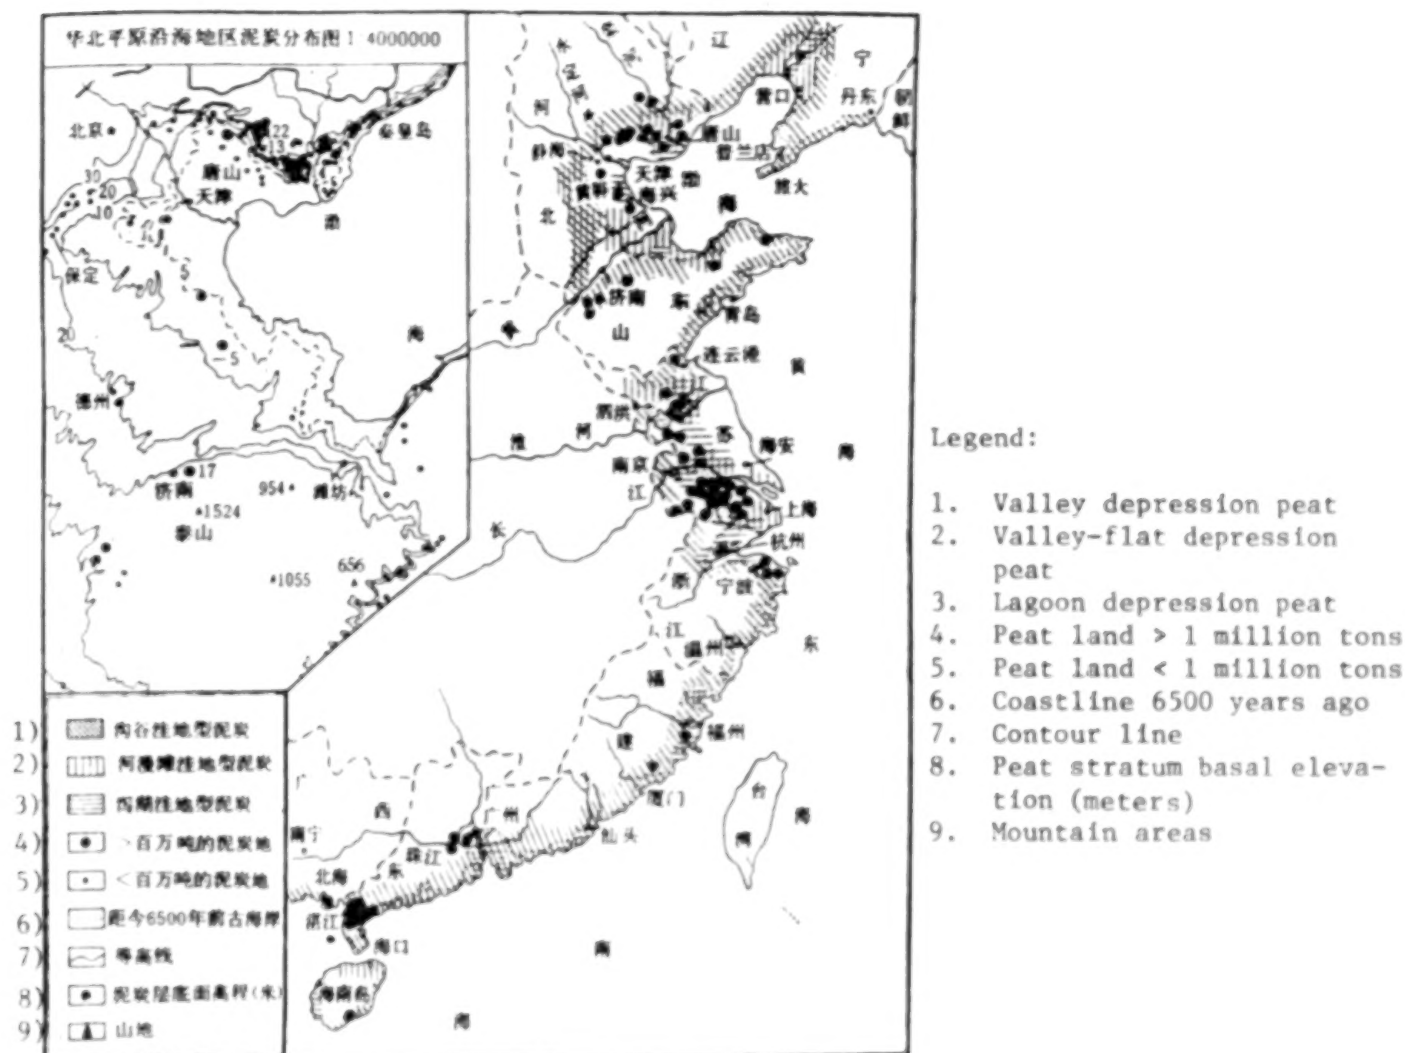 华北平原沿海地区泥炭分布图 1:4000000
北京
22
13
秦皇岛
唐山
天津
30
20
10
渤
保定
5
20
海
-5
德州
17
济南
954
潍坊
1524
泰山
1055
656
辽
宁
营口
丹东
朝鲜
河
唐山
普兰店
静海
天津
渤
旅大
黄骅
海兴
海
北
济南
东
青岛
山
连云港
黄
江
泗洪
淮
河
苏
海安
海
南京
江
上海
长
杭州
浙
宁波
江
温州
东
福
建
福州
厦门
台
海
湾
西
州
汕头
南宁
珠江
北海
东
湛江
海口
南
海南岛
海
1) 沟谷洼地型泥炭
2) 河漫滩洼地型泥炭
3) 泻湖洼地型泥炭
4) >百万吨的泥炭地
5) <百万吨的泥炭地
6) 距今6500年前古海岸
7) 等高线
8) 泥炭层底面高程(米)
9) 山地
Legend:
1. Valley depression peat
2. Valley-flat depression
peat
3. Lagoon depression peat
4. Peat land > 1 million tons
5. Peat land < 1 million tons
6. Coastline 6500 years ago
7. Contour line
8. Peat stratum basal eleva-
tion (meters)
9. Mountain areas